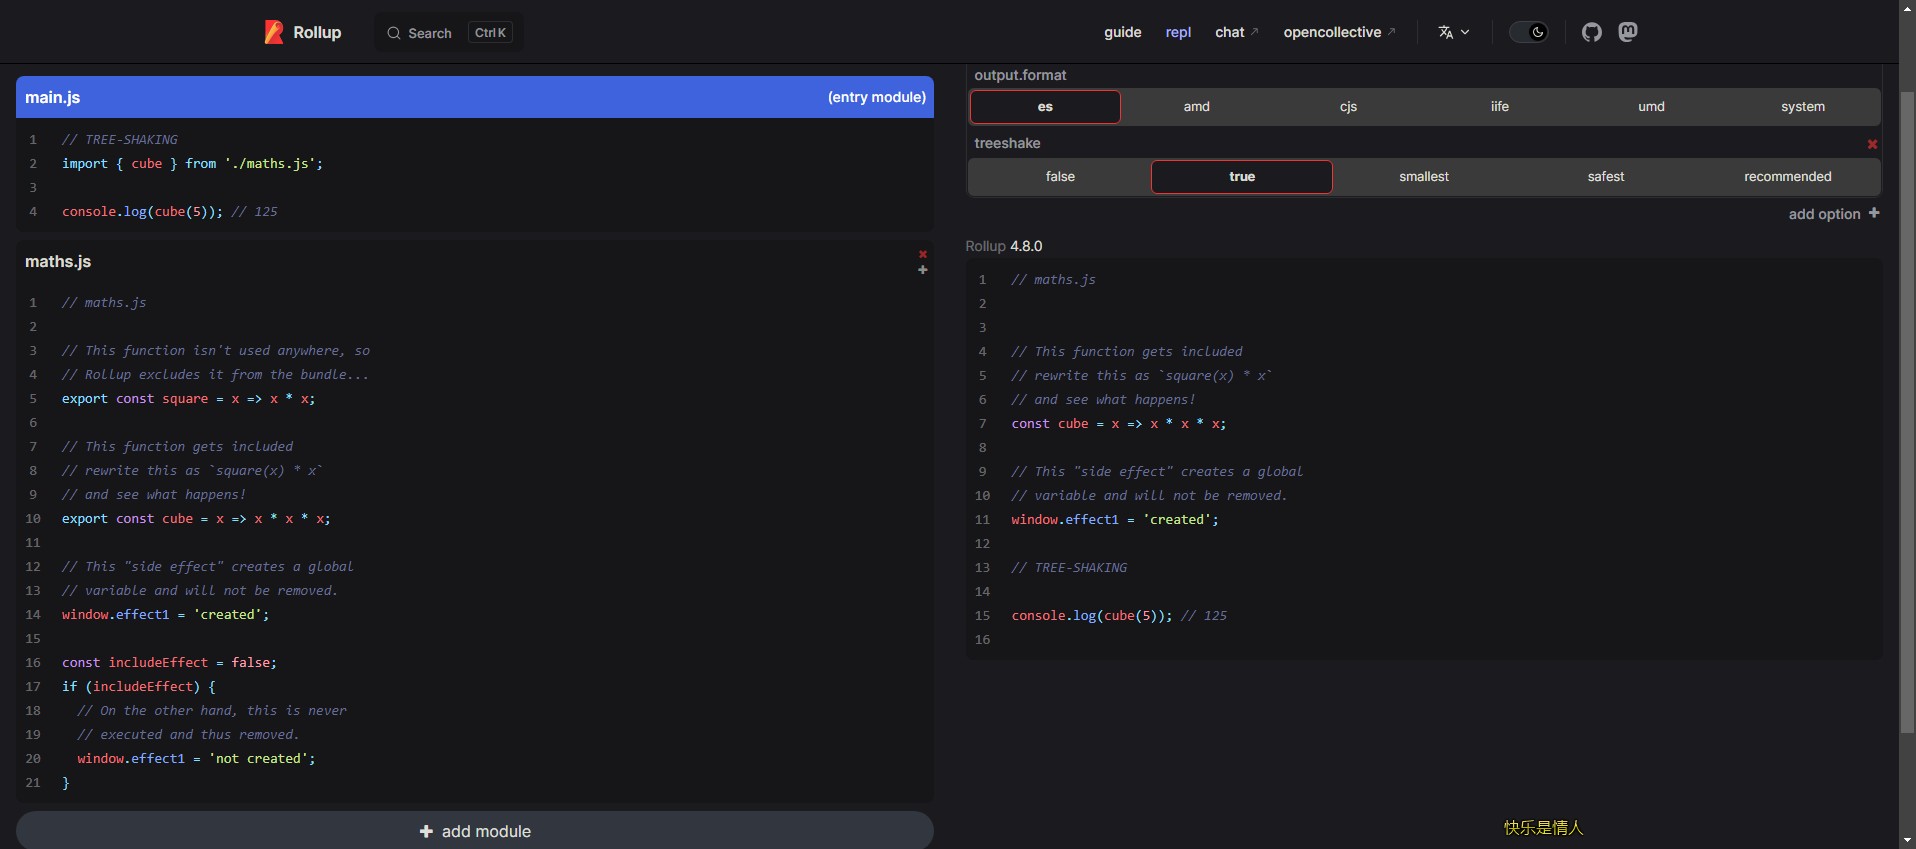 Rollup
Search Ctrl K
guide
repl
chat
opencollective
main.js (entry module)
1 // TREE-SHAKING
2 import { cube } from './maths.js';
3
4 console.log(cube(5)); // 125
maths.js
1 // maths.js
2
3 // This function isn't used anywhere, so
4 // Rollup excludes it from the bundle...
5 export const square = x => x * x;
6
7 // This function gets included
8 // rewrite this as `square(x) * x`
9 // and see what happens!
10 export const cube = x => x * x * x;
11
12 // This "side effect" creates a global
13 // variable and will not be removed.
14 window.effect1 = 'created';
15
16 const includeEffect = false;
17 if (includeEffect) {
18 // On the other hand, this is never
19 // executed and thus removed.
20 window.effect1 = 'not created';
21 }
add module
output.format
es amd cjs iife umd system
treeshake
false true smallest safest recommended
add option
Rollup 4.8.0
1 // maths.js
2
3
4 // This function gets included
5 // rewrite this as `square(x) * x`
6 // and see what happens!
7 const cube = x => x * x * x;
8
9 // This "side effect" creates a global
10 // variable and will not be removed.
11 window.effect1 = 'created';
12
13 // TREE-SHAKING
14
15 console.log(cube(5)); // 125
16
快乐是情人